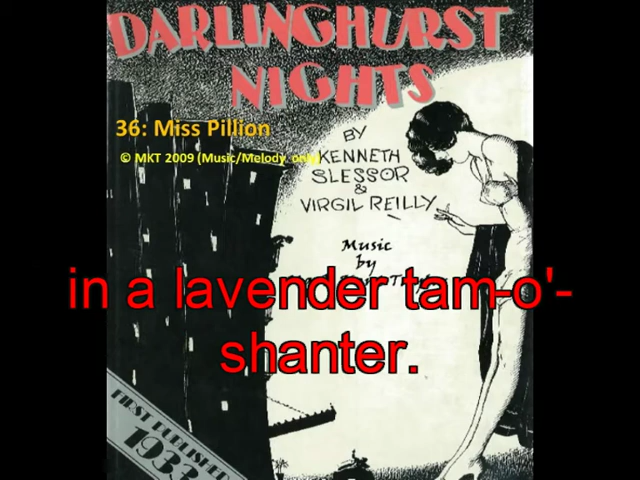 DARLINGHURST
NIGHTS
36: Miss Pillion
© MKT 2009 (Music/Melody only)
BY
KENNETH
SLESSOR
&
VIRGIL REILLY
Music
by
in a lavender tam-o'-
shanter.
FIRST PUBLISHED
1933